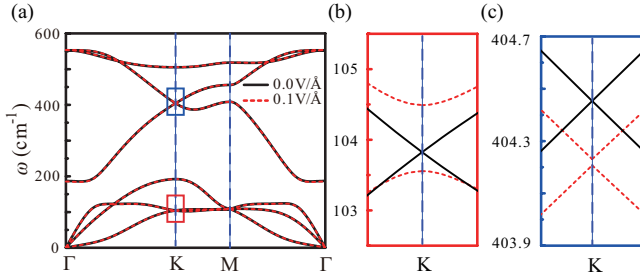 (a)
600
400
200
0
ω (cm⁻¹)
0.0V/Å
0.1V/Å
Γ
K
M
Γ
(b)
105
104
103
K
(c)
404.7
404.3
403.9
K